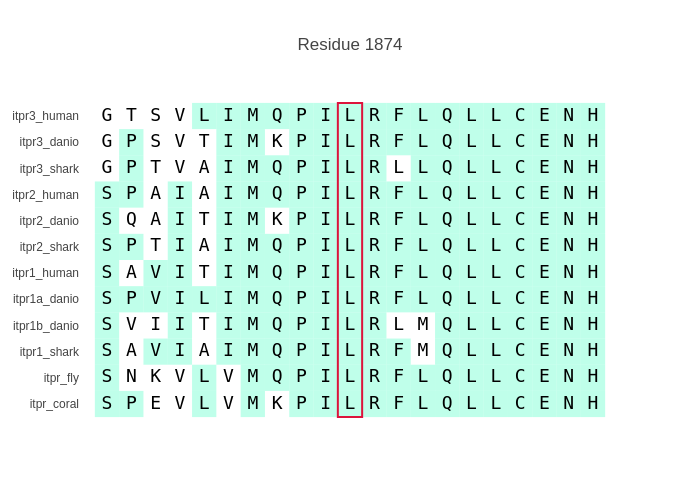 Residue 1874
itpr3_human G T S V L I M Q P I L R F L Q L L C E N H
itpr3_danio G P S V T I M K P I L R F L Q L L C E N H
itpr3_shark G P T V A I M Q P I L R L L Q L L C E N H
itpr2_human S P A I A I M Q P I L R F L Q L L C E N H
itpr2_danio S Q A I T I M K P I L R F L Q L L C E N H
itpr2_shark S P T I A I M Q P I L R F L Q L L C E N H
itpr1_human S A V I T I M Q P I L R F L Q L L C E N H
itpr1a_danio S P V I L I M Q P I L R F L Q L L C E N H
itpr1b_danio S V I I T I M Q P I L R L M Q L L C E N H
itpr1_shark S A V I A I M Q P I L R F M Q L L C E N H
itpr_fly S N K V L V M Q P I L R F L Q L L C E N H
itpr_coral S P E V L V M K P I L R F L Q L L C E N H